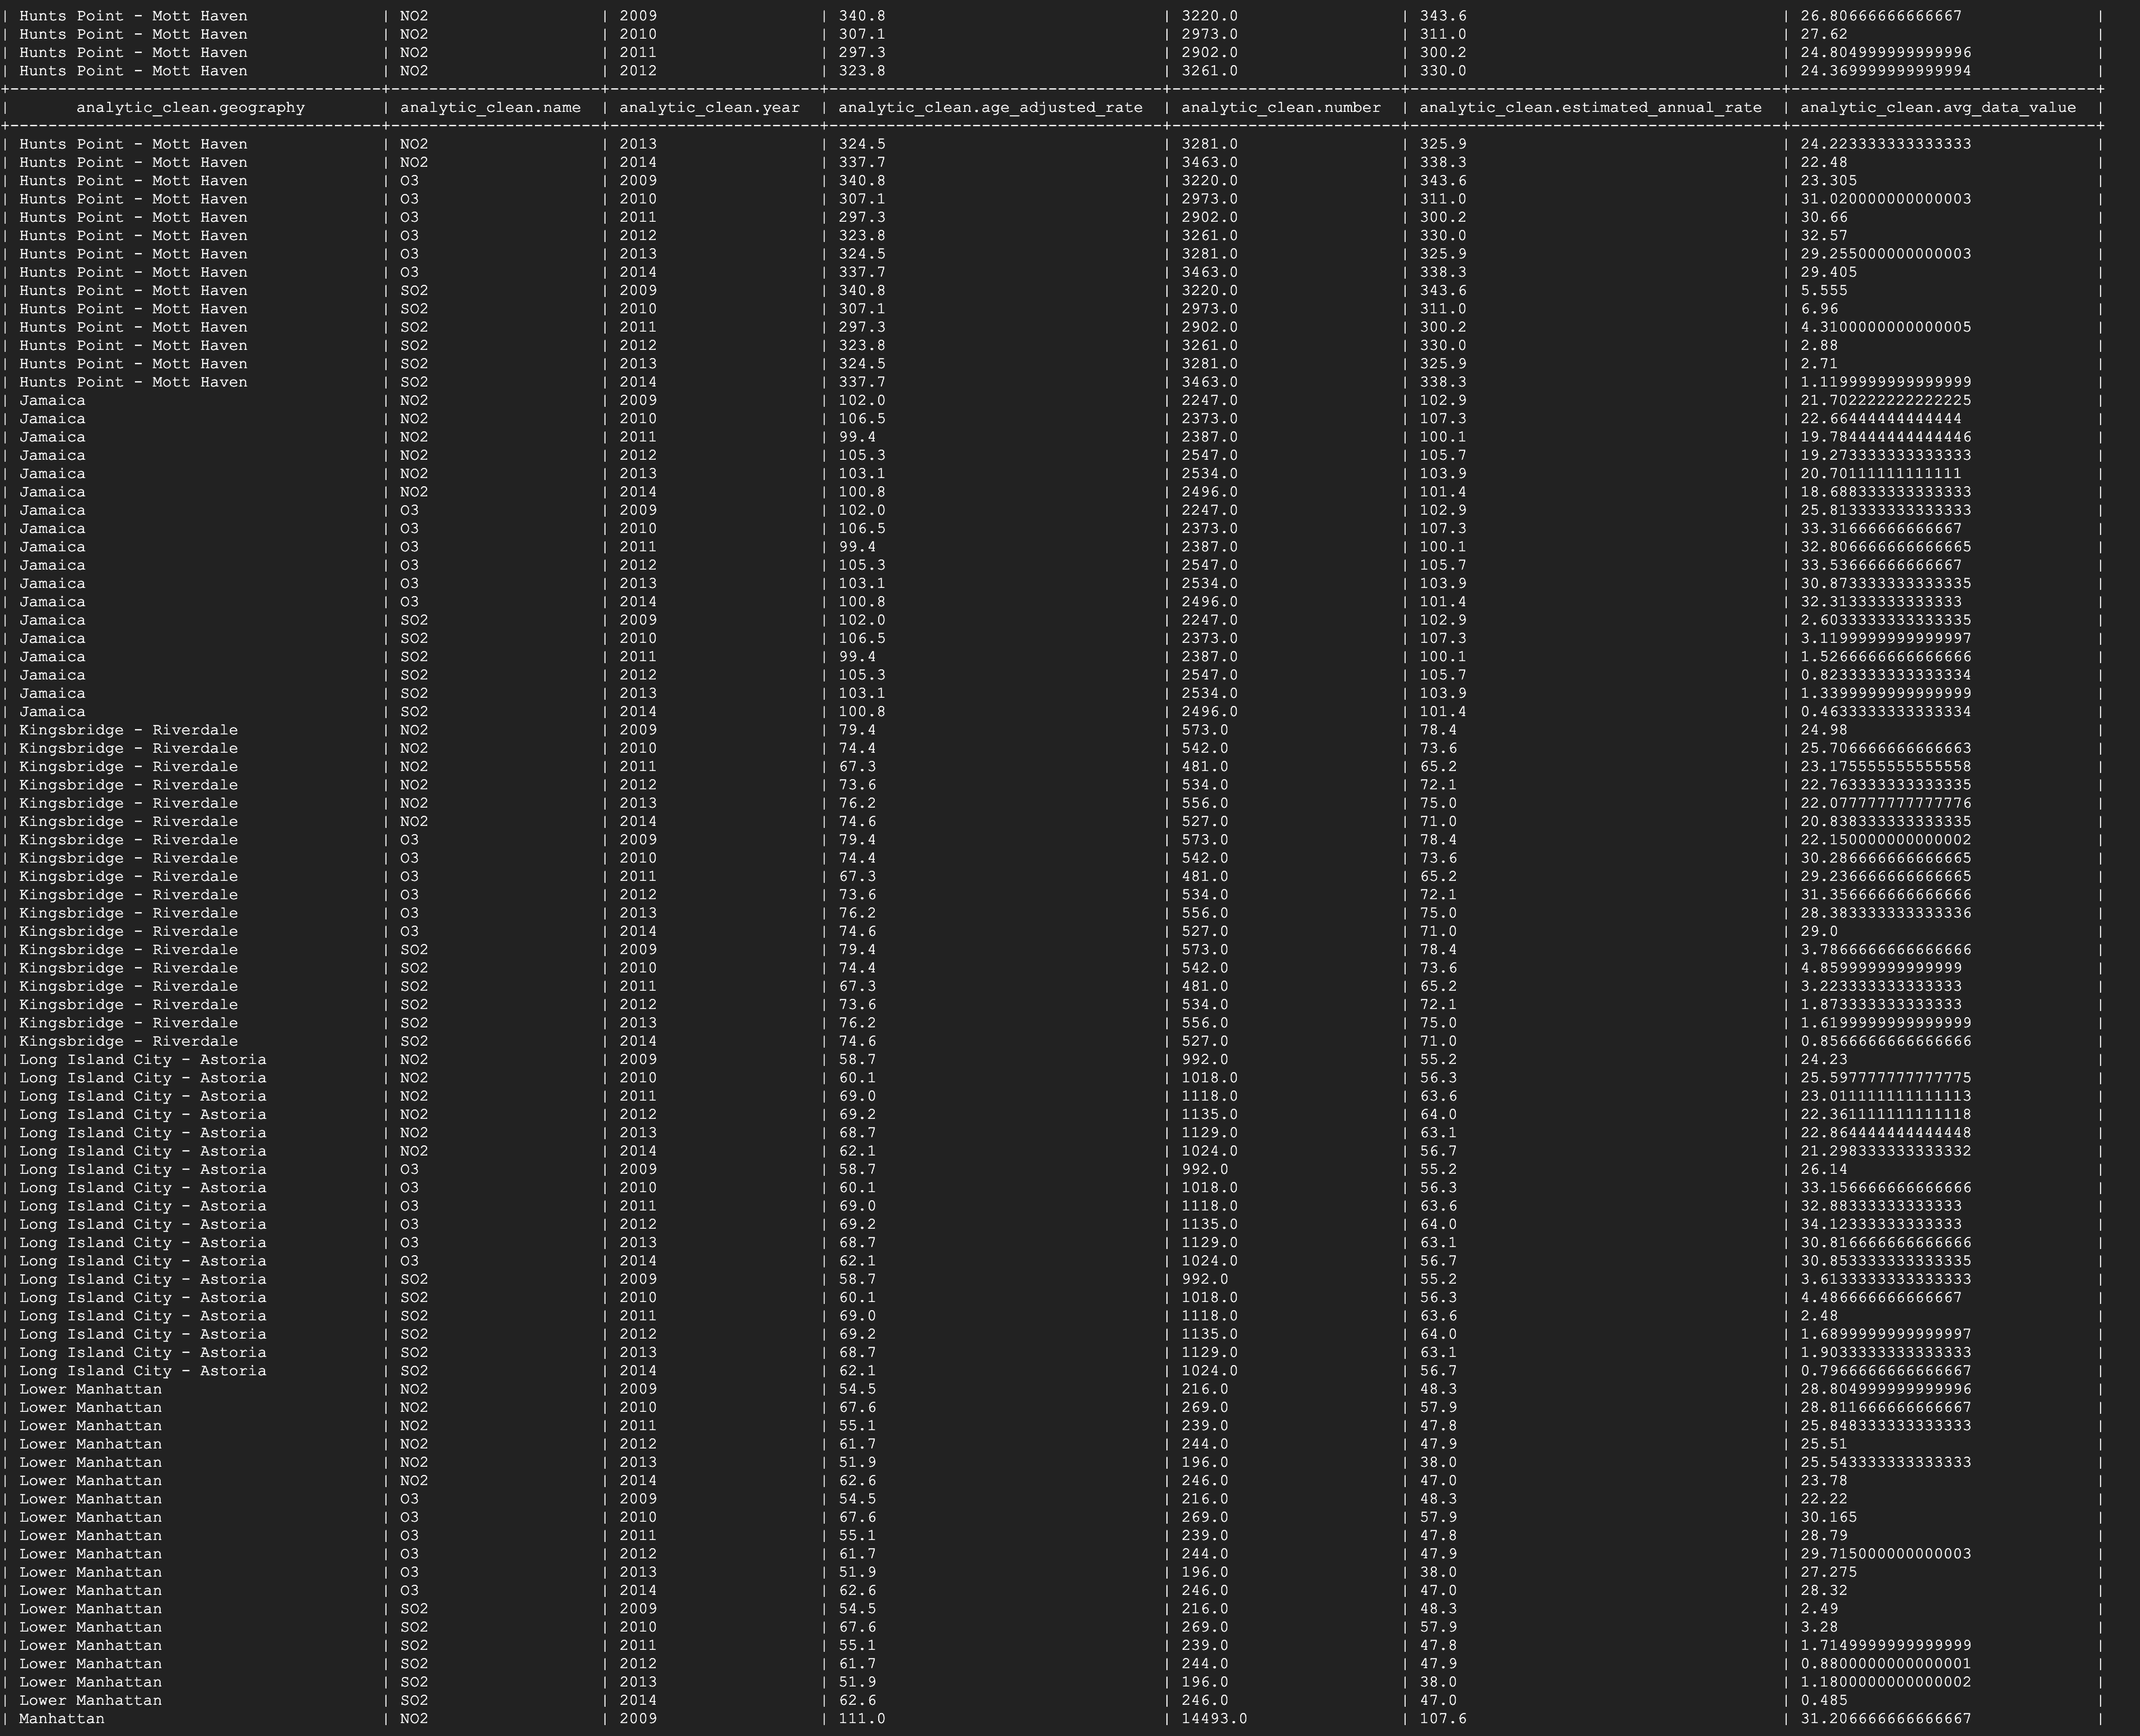 | Hunts Point - Mott Haven | NO2 | 2009 | 340.8 | 3220.0 | 343.6 | 26.80666666666667 |
| Hunts Point - Mott Haven | NO2 | 2010 | 307.1 | 2973.0 | 311.0 | 27.62 |
| Hunts Point - Mott Haven | NO2 | 2011 | 297.3 | 2902.0 | 300.2 | 24.804999999999996 |
| Hunts Point - Mott Haven | NO2 | 2012 | 323.8 | 3261.0 | 330.0 | 24.369999999999994 |
| analytic_clean.geography | analytic_clean.name | analytic_clean.year | analytic_clean.age_adjusted_rate | analytic_clean.number | analytic_clean.estimated_annual_rate | analytic_clean.avg_data_value |
| Hunts Point - Mott Haven | NO2 | 2013 | 324.5 | 3281.0 | 325.9 | 24.223333333333333 |
| Hunts Point - Mott Haven | NO2 | 2014 | 337.7 | 3463.0 | 338.3 | 22.48 |
| Hunts Point - Mott Haven | O3 | 2009 | 340.8 | 3220.0 | 343.6 | 23.305 |
| Hunts Point - Mott Haven | O3 | 2010 | 307.1 | 2973.0 | 311.0 | 31.020000000000003 |
| Hunts Point - Mott Haven | O3 | 2011 | 297.3 | 2902.0 | 300.2 | 30.66 |
| Hunts Point - Mott Haven | O3 | 2012 | 323.8 | 3261.0 | 330.0 | 32.57 |
| Hunts Point - Mott Haven | O3 | 2013 | 324.5 | 3281.0 | 325.9 | 29.255000000000003 |
| Hunts Point - Mott Haven | O3 | 2014 | 337.7 | 3463.0 | 338.3 | 29.405 |
| Hunts Point - Mott Haven | SO2 | 2009 | 340.8 | 3220.0 | 343.6 | 5.555 |
| Hunts Point - Mott Haven | SO2 | 2010 | 307.1 | 2973.0 | 311.0 | 6.96 |
| Hunts Point - Mott Haven | SO2 | 2011 | 297.3 | 2902.0 | 300.2 | 4.3100000000000005 |
| Hunts Point - Mott Haven | SO2 | 2012 | 323.8 | 3261.0 | 330.0 | 2.88 |
| Hunts Point - Mott Haven | SO2 | 2013 | 324.5 | 3281.0 | 325.9 | 2.71 |
| Hunts Point - Mott Haven | SO2 | 2014 | 337.7 | 3463.0 | 338.3 | 1.1199999999999999 |
| Jamaica | NO2 | 2009 | 102.0 | 2247.0 | 102.9 | 21.702222222222225 |
| Jamaica | NO2 | 2010 | 106.5 | 2373.0 | 107.3 | 22.66444444444444 |
| Jamaica | NO2 | 2011 | 99.4 | 2387.0 | 100.1 | 19.784444444444446 |
| Jamaica | NO2 | 2012 | 105.3 | 2547.0 | 105.7 | 19.273333333333333 |
| Jamaica | NO2 | 2013 | 103.1 | 2534.0 | 103.9 | 20.70111111111111 |
| Jamaica | NO2 | 2014 | 100.8 | 2496.0 | 101.4 | 18.688333333333333 |
| Jamaica | O3 | 2009 | 102.0 | 2247.0 | 102.9 | 25.813333333333333 |
| Jamaica | O3 | 2010 | 106.5 | 2373.0 | 107.3 | 33.31666666666667 |
| Jamaica | O3 | 2011 | 99.4 | 2387.0 | 100.1 | 32.806666666666665 |
| Jamaica | O3 | 2012 | 105.3 | 2547.0 | 105.7 | 33.53666666666667 |
| Jamaica | O3 | 2013 | 103.1 | 2534.0 | 103.9 | 30.873333333333335 |
| Jamaica | O3 | 2014 | 100.8 | 2496.0 | 101.4 | 32.31333333333333 |
| Jamaica | SO2 | 2009 | 102.0 | 2247.0 | 102.9 | 2.6033333333333335 |
| Jamaica | SO2 | 2010 | 106.5 | 2373.0 | 107.3 | 3.1199999999999997 |
| Jamaica | SO2 | 2011 | 99.4 | 2387.0 | 100.1 | 1.5266666666666666 |
| Jamaica | SO2 | 2012 | 105.3 | 2547.0 | 105.7 | 0.8233333333333334 |
| Jamaica | SO2 | 2013 | 103.1 | 2534.0 | 103.9 | 1.3399999999999999 |
| Jamaica | SO2 | 2014 | 100.8 | 2496.0 | 101.4 | 0.4633333333333334 |
| Kingsbridge - Riverdale | NO2 | 2009 | 79.4 | 573.0 | 78.4 | 24.98 |
| Kingsbridge - Riverdale | NO2 | 2010 | 74.4 | 542.0 | 73.6 | 25.706666666666663 |
| Kingsbridge - Riverdale | NO2 | 2011 | 67.3 | 481.0 | 65.2 | 23.175555555555558 |
| Kingsbridge - Riverdale | NO2 | 2012 | 73.6 | 534.0 | 72.1 | 22.763333333333335 |
| Kingsbridge - Riverdale | NO2 | 2013 | 76.2 | 556.0 | 75.0 | 22.077777777777776 |
| Kingsbridge - Riverdale | NO2 | 2014 | 74.6 | 527.0 | 71.0 | 20.838333333333335 |
| Kingsbridge - Riverdale | O3 | 2009 | 79.4 | 573.0 | 78.4 | 22.150000000000002 |
| Kingsbridge - Riverdale | O3 | 2010 | 74.4 | 542.0 | 73.6 | 30.286666666666665 |
| Kingsbridge - Riverdale | O3 | 2011 | 67.3 | 481.0 | 65.2 | 29.236666666666665 |
| Kingsbridge - Riverdale | O3 | 2012 | 73.6 | 534.0 | 72.1 | 31.356666666666666 |
| Kingsbridge - Riverdale | O3 | 2013 | 76.2 | 556.0 | 75.0 | 28.383333333333336 |
| Kingsbridge - Riverdale | O3 | 2014 | 74.6 | 527.0 | 71.0 | 29.0 |
| Kingsbridge - Riverdale | SO2 | 2009 | 79.4 | 573.0 | 78.4 | 3.7866666666666666 |
| Kingsbridge - Riverdale | SO2 | 2010 | 74.4 | 542.0 | 73.6 | 4.859999999999999 |
| Kingsbridge - Riverdale | SO2 | 2011 | 67.3 | 481.0 | 65.2 | 3.223333333333333 |
| Kingsbridge - Riverdale | SO2 | 2012 | 73.6 | 534.0 | 72.1 | 1.873333333333333 |
| Kingsbridge - Riverdale | SO2 | 2013 | 76.2 | 556.0 | 75.0 | 1.6199999999999999 |
| Kingsbridge - Riverdale | SO2 | 2014 | 74.6 | 527.0 | 71.0 | 0.8566666666666666 |
| Long Island City - Astoria | NO2 | 2009 | 58.7 | 992.0 | 55.2 | 24.23 |
| Long Island City - Astoria | NO2 | 2010 | 60.1 | 1018.0 | 56.3 | 25.597777777777775 |
| Long Island City - Astoria | NO2 | 2011 | 69.0 | 1118.0 | 63.6 | 23.011111111111113 |
| Long Island City - Astoria | NO2 | 2012 | 69.2 | 1135.0 | 64.0 | 22.361111111111118 |
| Long Island City - Astoria | NO2 | 2013 | 68.7 | 1129.0 | 63.1 | 22.864444444444448 |
| Long Island City - Astoria | NO2 | 2014 | 62.1 | 1024.0 | 56.7 | 21.298333333333332 |
| Long Island City - Astoria | O3 | 2009 | 58.7 | 992.0 | 55.2 | 26.14 |
| Long Island City - Astoria | O3 | 2010 | 60.1 | 1018.0 | 56.3 | 33.156666666666666 |
| Long Island City - Astoria | O3 | 2011 | 69.0 | 1118.0 | 63.6 | 32.88333333333333 |
| Long Island City - Astoria | O3 | 2012 | 69.2 | 1135.0 | 64.0 | 34.12333333333333 |
| Long Island City - Astoria | O3 | 2013 | 68.7 | 1129.0 | 63.1 | 30.816666666666666 |
| Long Island City - Astoria | O3 | 2014 | 62.1 | 1024.0 | 56.7 | 30.853333333333335 |
| Long Island City - Astoria | SO2 | 2009 | 58.7 | 992.0 | 55.2 | 3.6133333333333333 |
| Long Island City - Astoria | SO2 | 2010 | 60.1 | 1018.0 | 56.3 | 4.486666666666667 |
| Long Island City - Astoria | SO2 | 2011 | 69.0 | 1118.0 | 63.6 | 2.48 |
| Long Island City - Astoria | SO2 | 2012 | 69.2 | 1135.0 | 64.0 | 1.6899999999999997 |
| Long Island City - Astoria | SO2 | 2013 | 68.7 | 1129.0 | 63.1 | 1.9033333333333333 |
| Long Island City - Astoria | SO2 | 2014 | 62.1 | 1024.0 | 56.7 | 0.7966666666666667 |
| Lower Manhattan | NO2 | 2009 | 54.5 | 216.0 | 48.3 | 28.804999999999996 |
| Lower Manhattan | NO2 | 2010 | 67.6 | 269.0 | 57.9 | 28.811666666666667 |
| Lower Manhattan | NO2 | 2011 | 55.1 | 239.0 | 47.8 | 25.848333333333333 |
| Lower Manhattan | NO2 | 2012 | 61.7 | 244.0 | 47.9 | 25.51 |
| Lower Manhattan | NO2 | 2013 | 51.9 | 196.0 | 38.0 | 25.543333333333333 |
| Lower Manhattan | NO2 | 2014 | 62.6 | 246.0 | 47.0 | 23.78 |
| Lower Manhattan | O3 | 2009 | 54.5 | 216.0 | 48.3 | 22.22 |
| Lower Manhattan | O3 | 2010 | 67.6 | 269.0 | 57.9 | 30.165 |
| Lower Manhattan | O3 | 2011 | 55.1 | 239.0 | 47.8 | 28.79 |
| Lower Manhattan | O3 | 2012 | 61.7 | 244.0 | 47.9 | 29.715000000000003 |
| Lower Manhattan | O3 | 2013 | 51.9 | 196.0 | 38.0 | 27.275 |
| Lower Manhattan | O3 | 2014 | 62.6 | 246.0 | 47.0 | 28.32 |
| Lower Manhattan | SO2 | 2009 | 54.5 | 216.0 | 48.3 | 2.49 |
| Lower Manhattan | SO2 | 2010 | 67.6 | 269.0 | 57.9 | 3.28 |
| Lower Manhattan | SO2 | 2011 | 55.1 | 239.0 | 47.8 | 1.7149999999999999 |
| Lower Manhattan | SO2 | 2012 | 61.7 | 244.0 | 47.9 | 0.8800000000000001 |
| Lower Manhattan | SO2 | 2013 | 51.9 | 196.0 | 38.0 | 1.1800000000000002 |
| Lower Manhattan | SO2 | 2014 | 62.6 | 246.0 | 47.0 | 0.485 |
| Manhattan | NO2 | 2009 | 111.0 | 14493.0 | 107.6 | 31.206666666666667 |